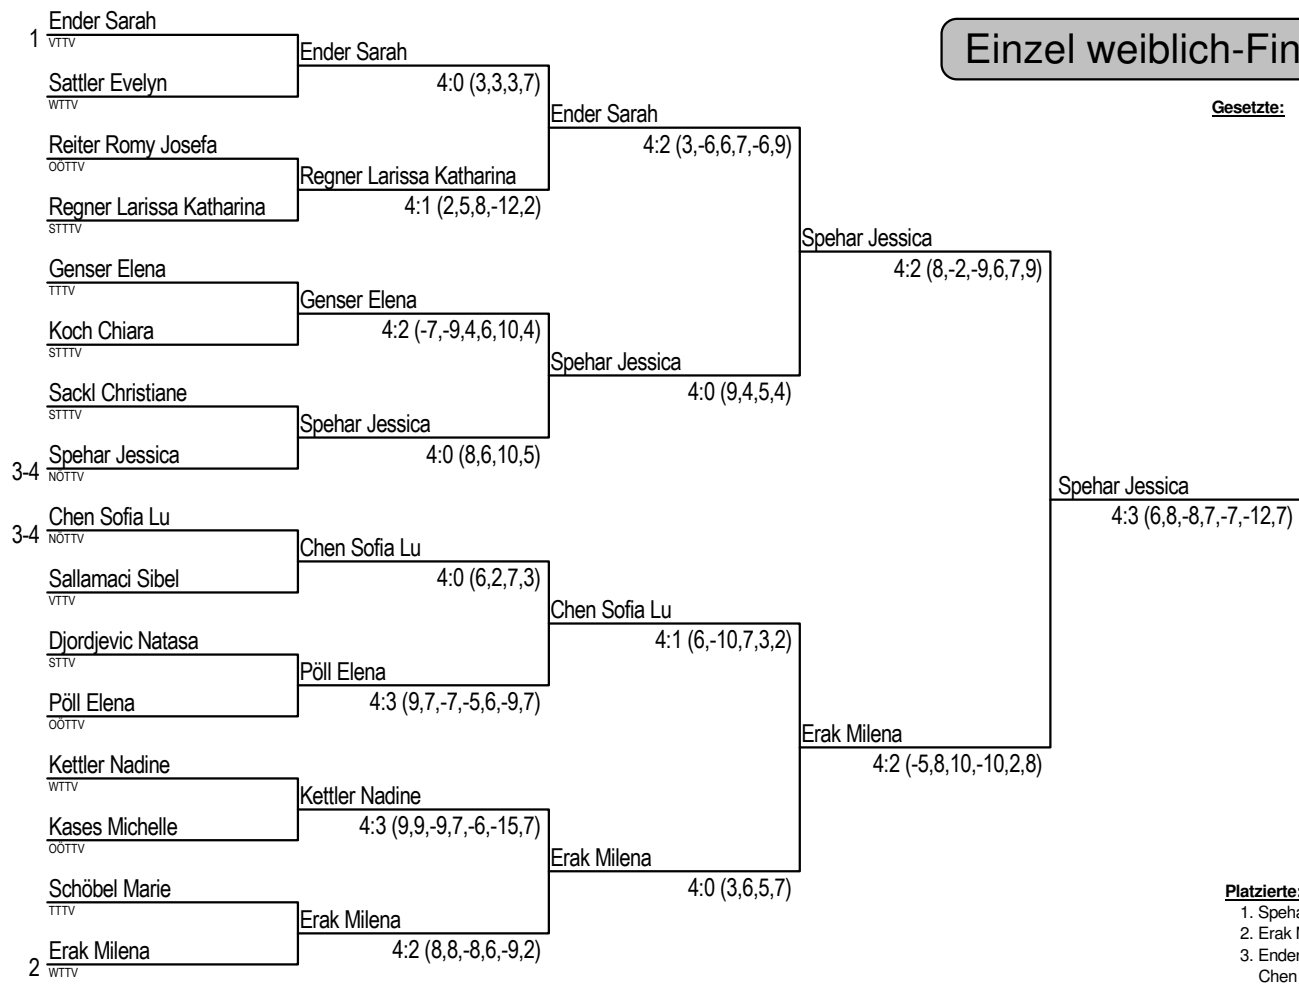 Einzel weiblich-Fin
Gesetzte:
Ender Sarah
1 VTTV
Ender Sarah
4:0 (3,3,3,7)
Sattler Evelyn
WTTV
Ender Sarah
4:2 (3,-6,6,7,-6,9)
Reiter Romy Josefa
OÖTTV
Regner Larissa Katharina
4:1 (2,5,8,-12,2)
Regner Larissa Katharina
STTTV
Spehar Jessica
4:2 (8,-2,-9,6,7,9)
Genser Elena
TTTV
Genser Elena
4:2 (-7,-9,4,6,10,4)
Koch Chiara
STTTV
Spehar Jessica
4:0 (9,4,5,4)
Sackl Christiane
STTTV
Spehar Jessica
4:0 (8,6,10,5)
Spehar Jessica
3-4 NÖTTV
Spehar Jessica
4:3 (6,8,-8,7,-7,-12,7)
Chen Sofia Lu
3-4 NÖTTV
Chen Sofia Lu
4:0 (6,2,7,3)
Sallamaci Sibel
VTTV
Chen Sofia Lu
4:1 (6,-10,7,3,2)
Djordjevic Natasa
STTV
Pöll Elena
4:3 (9,7,-7,-5,6,-9,7)
Pöll Elena
OÖTTV
Erak Milena
4:2 (-5,8,10,-10,2,8)
Kettler Nadine
WTTV
Kettler Nadine
4:3 (9,9,-9,7,-6,-15,7)
Kases Michelle
OÖTTV
Erak Milena
4:0 (3,6,5,7)
Schöbel Marie
TTTV
Erak Milena
4:2 (8,8,-8,6,-9,2)
Erak Milena
2 WTTV
Platzierte:
1. Speha
2. Erak
3. Ender
Chen